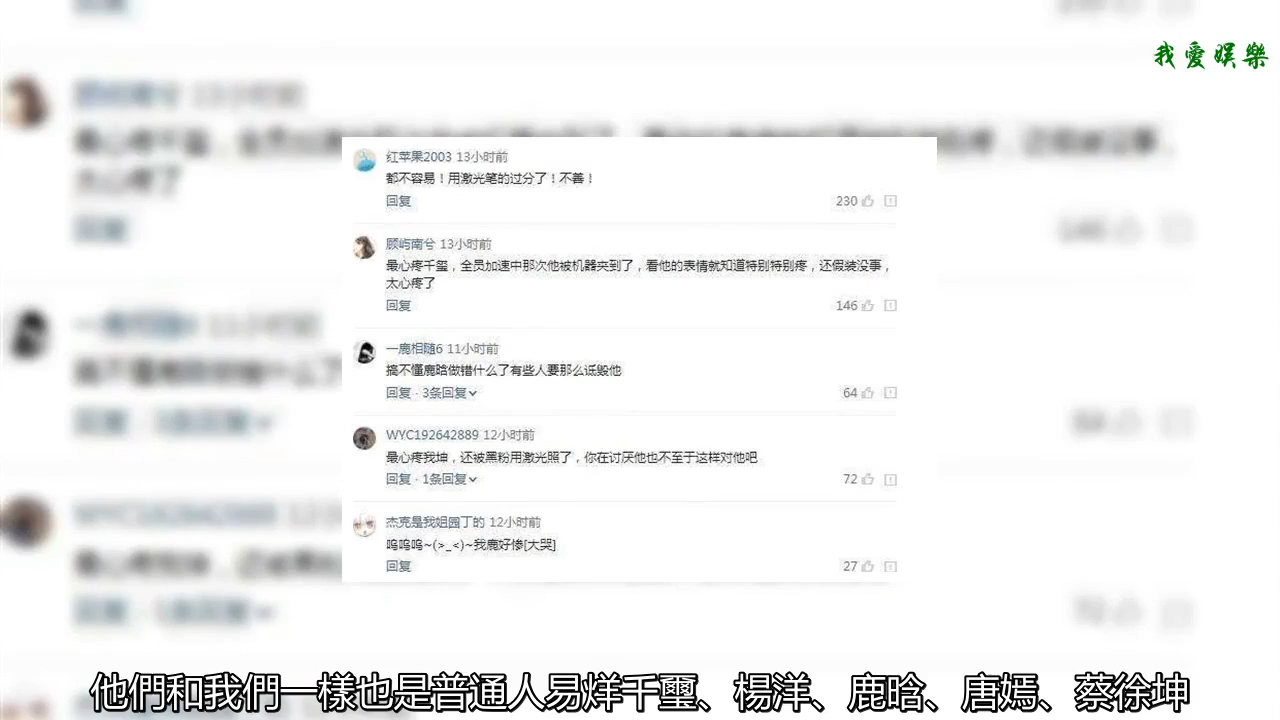 我愛娱樂
红苹果2003 13小时前
都不容易！用激光笔的过分了！不善！
回复
230
顾屿南兮 13小时前
最心疼千玺，全员加速中那次他被机器夹到了，看他的表情就知道特别特别疼，还假装没事，
太心疼了
回复
146
一鹿相随6 11小时前
搞不懂鹿晗做错什么了有些人要那么诋毁他
回复 · 3条回复
64
WYC192642889 12小时前
最心疼我坤，还被黑粉用激光照了，你在讨厌他也不至于这样对他吧
回复 · 1条回复
72
杰克是我姐园丁的 12小时前
呜呜呜~(>_<)~我鹿好惨[大哭]
回复
27
他們和我們一樣也是普通人易烊千璽、楊洋、鹿晗、唐嫣、蔡徐坤